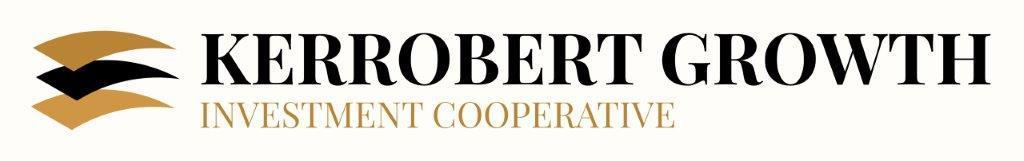 KERROBERT GROWTH
INVESTMENT COOPERATIVE